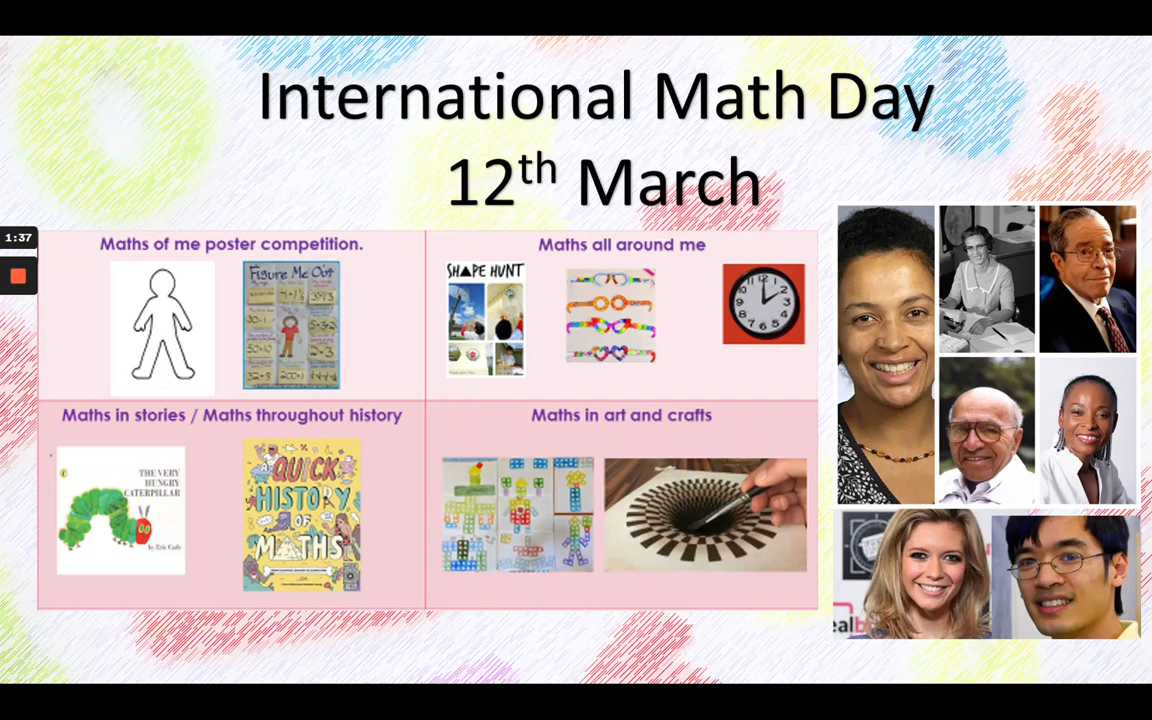 International Math Day
12th March
1:37
Maths of me poster competition.
Maths all around me
Figure Me Out
SHAPE HUNT
Maths in stories / Maths throughout history
Maths in art and crafts
THE VERY
HUNGRY
CATERPILLAR
by Eric Carle
A
QUICK
HISTORY
OF
MATHS
ealb